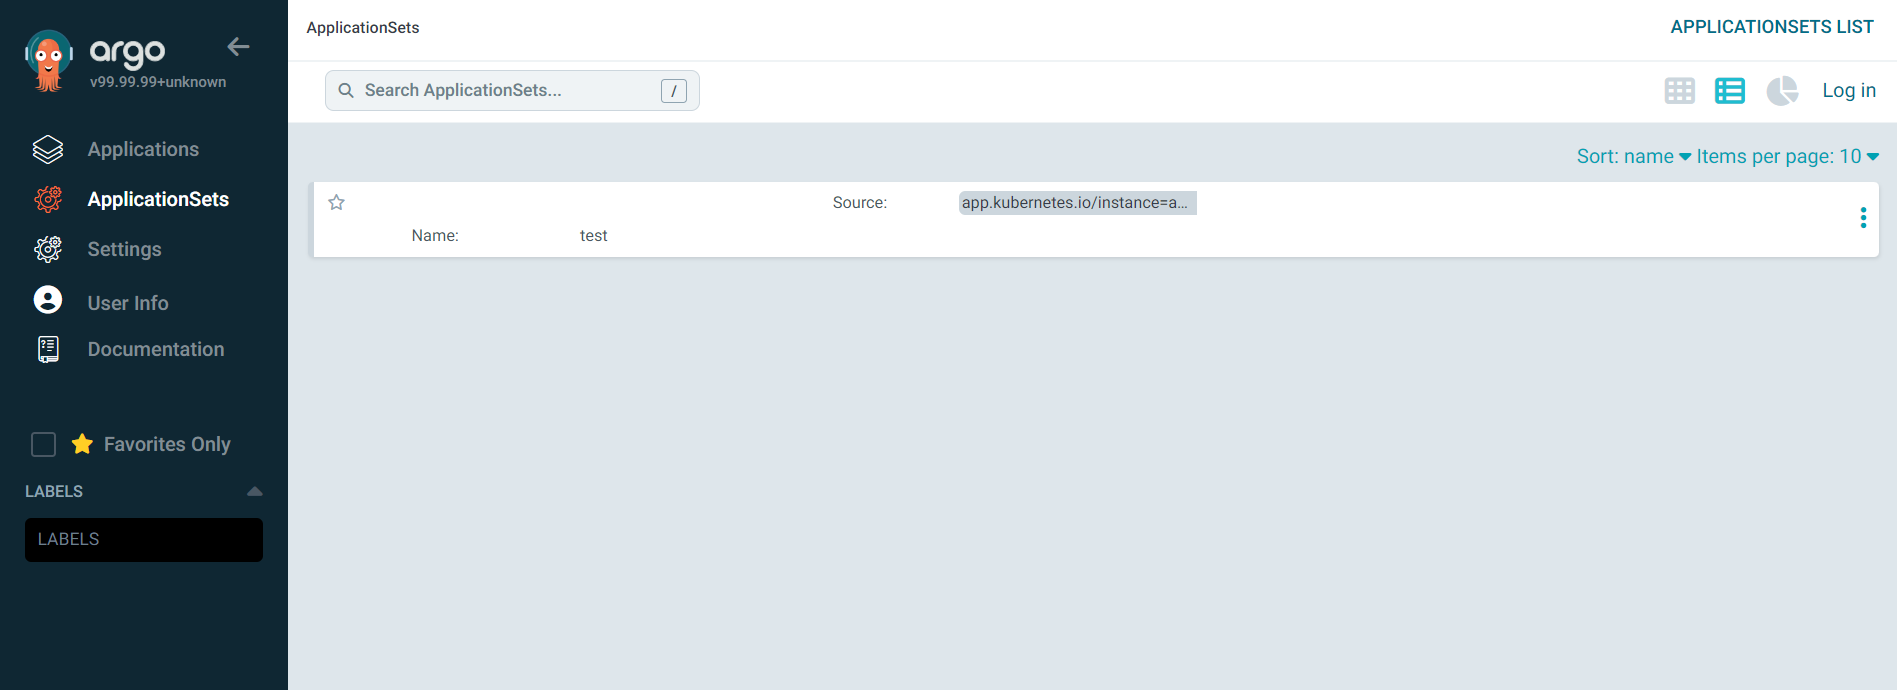 argo
v99.99.99+unknown
Applications
ApplicationSets
Settings
User Info
Documentation
Favorites Only
LABELS
LABELS
ApplicationSets
APPLICATIONSETS LIST
Search ApplicationSets...
/
Log in
Sort: name Items per page: 10
Source: app.kubernetes.io/instance=a...
Name: test